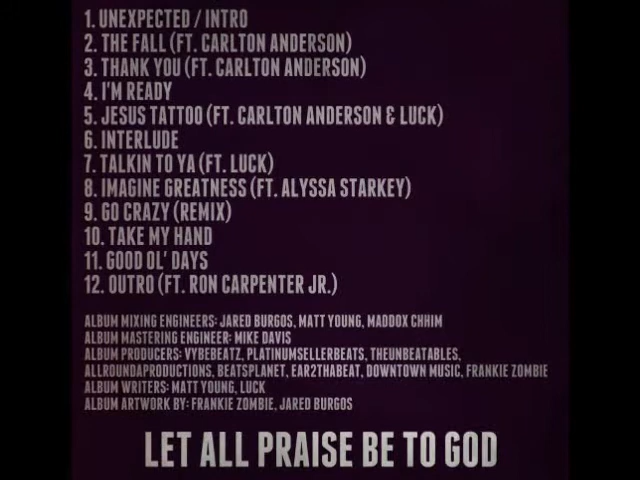 1. UNEXPECTED / INTRO
2. THE FALL (FT. CARLTON ANDERSON)
3. THANK YOU (FT. CARLTON ANDERSON)
4. I'M READY
5. JESUS TATTOO (FT. CARLTON ANDERSON & LUCK)
6. INTERLUDE
7. TALKIN TO YA (FT. LUCK)
8. IMAGINE GREATNESS (FT. ALYSSA STARKEY)
9. GO CRAZY (REMIX)
10. TAKE MY HAND
11. GOOD OL' DAYS
12. OUTRO (FT. RON CARPENTER JR.)
ALBUM MIXING ENGINEERS: JARED BURGOS, MATT YOUNG, MADDOX CHHIM
ALBUM MASTERING ENGINEER: MIKE DAVIS
ALBUM PRODUCERS: VYBEBEATZ, PLATINUMSELLERBEATS, THEUNBEATABLES,
ALLROUNDAPRODUCTIONS, BEATSPLANET, EAR2THABEAT, DOWNTOWN MUSIC, FRANKIE ZOMBIE
ALBUM WRITERS: MATT YOUNG, LUCK
ALBUM ARTWORK BY: FRANKIE ZOMBIE, JARED BURGOS
LET ALL PRAISE BE TO GOD